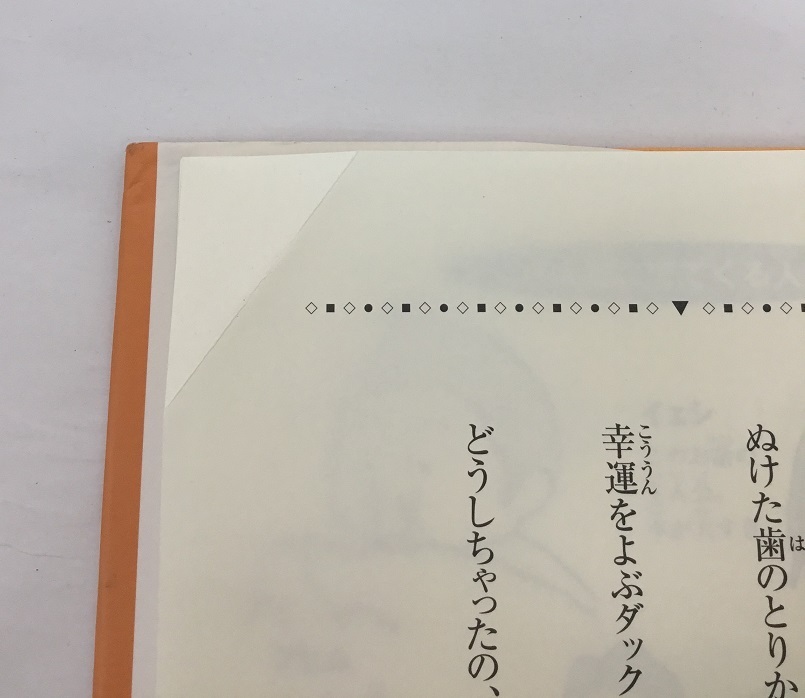 ぬけた歯のとりか
幸運をよぶダック
どうしちゃったの、